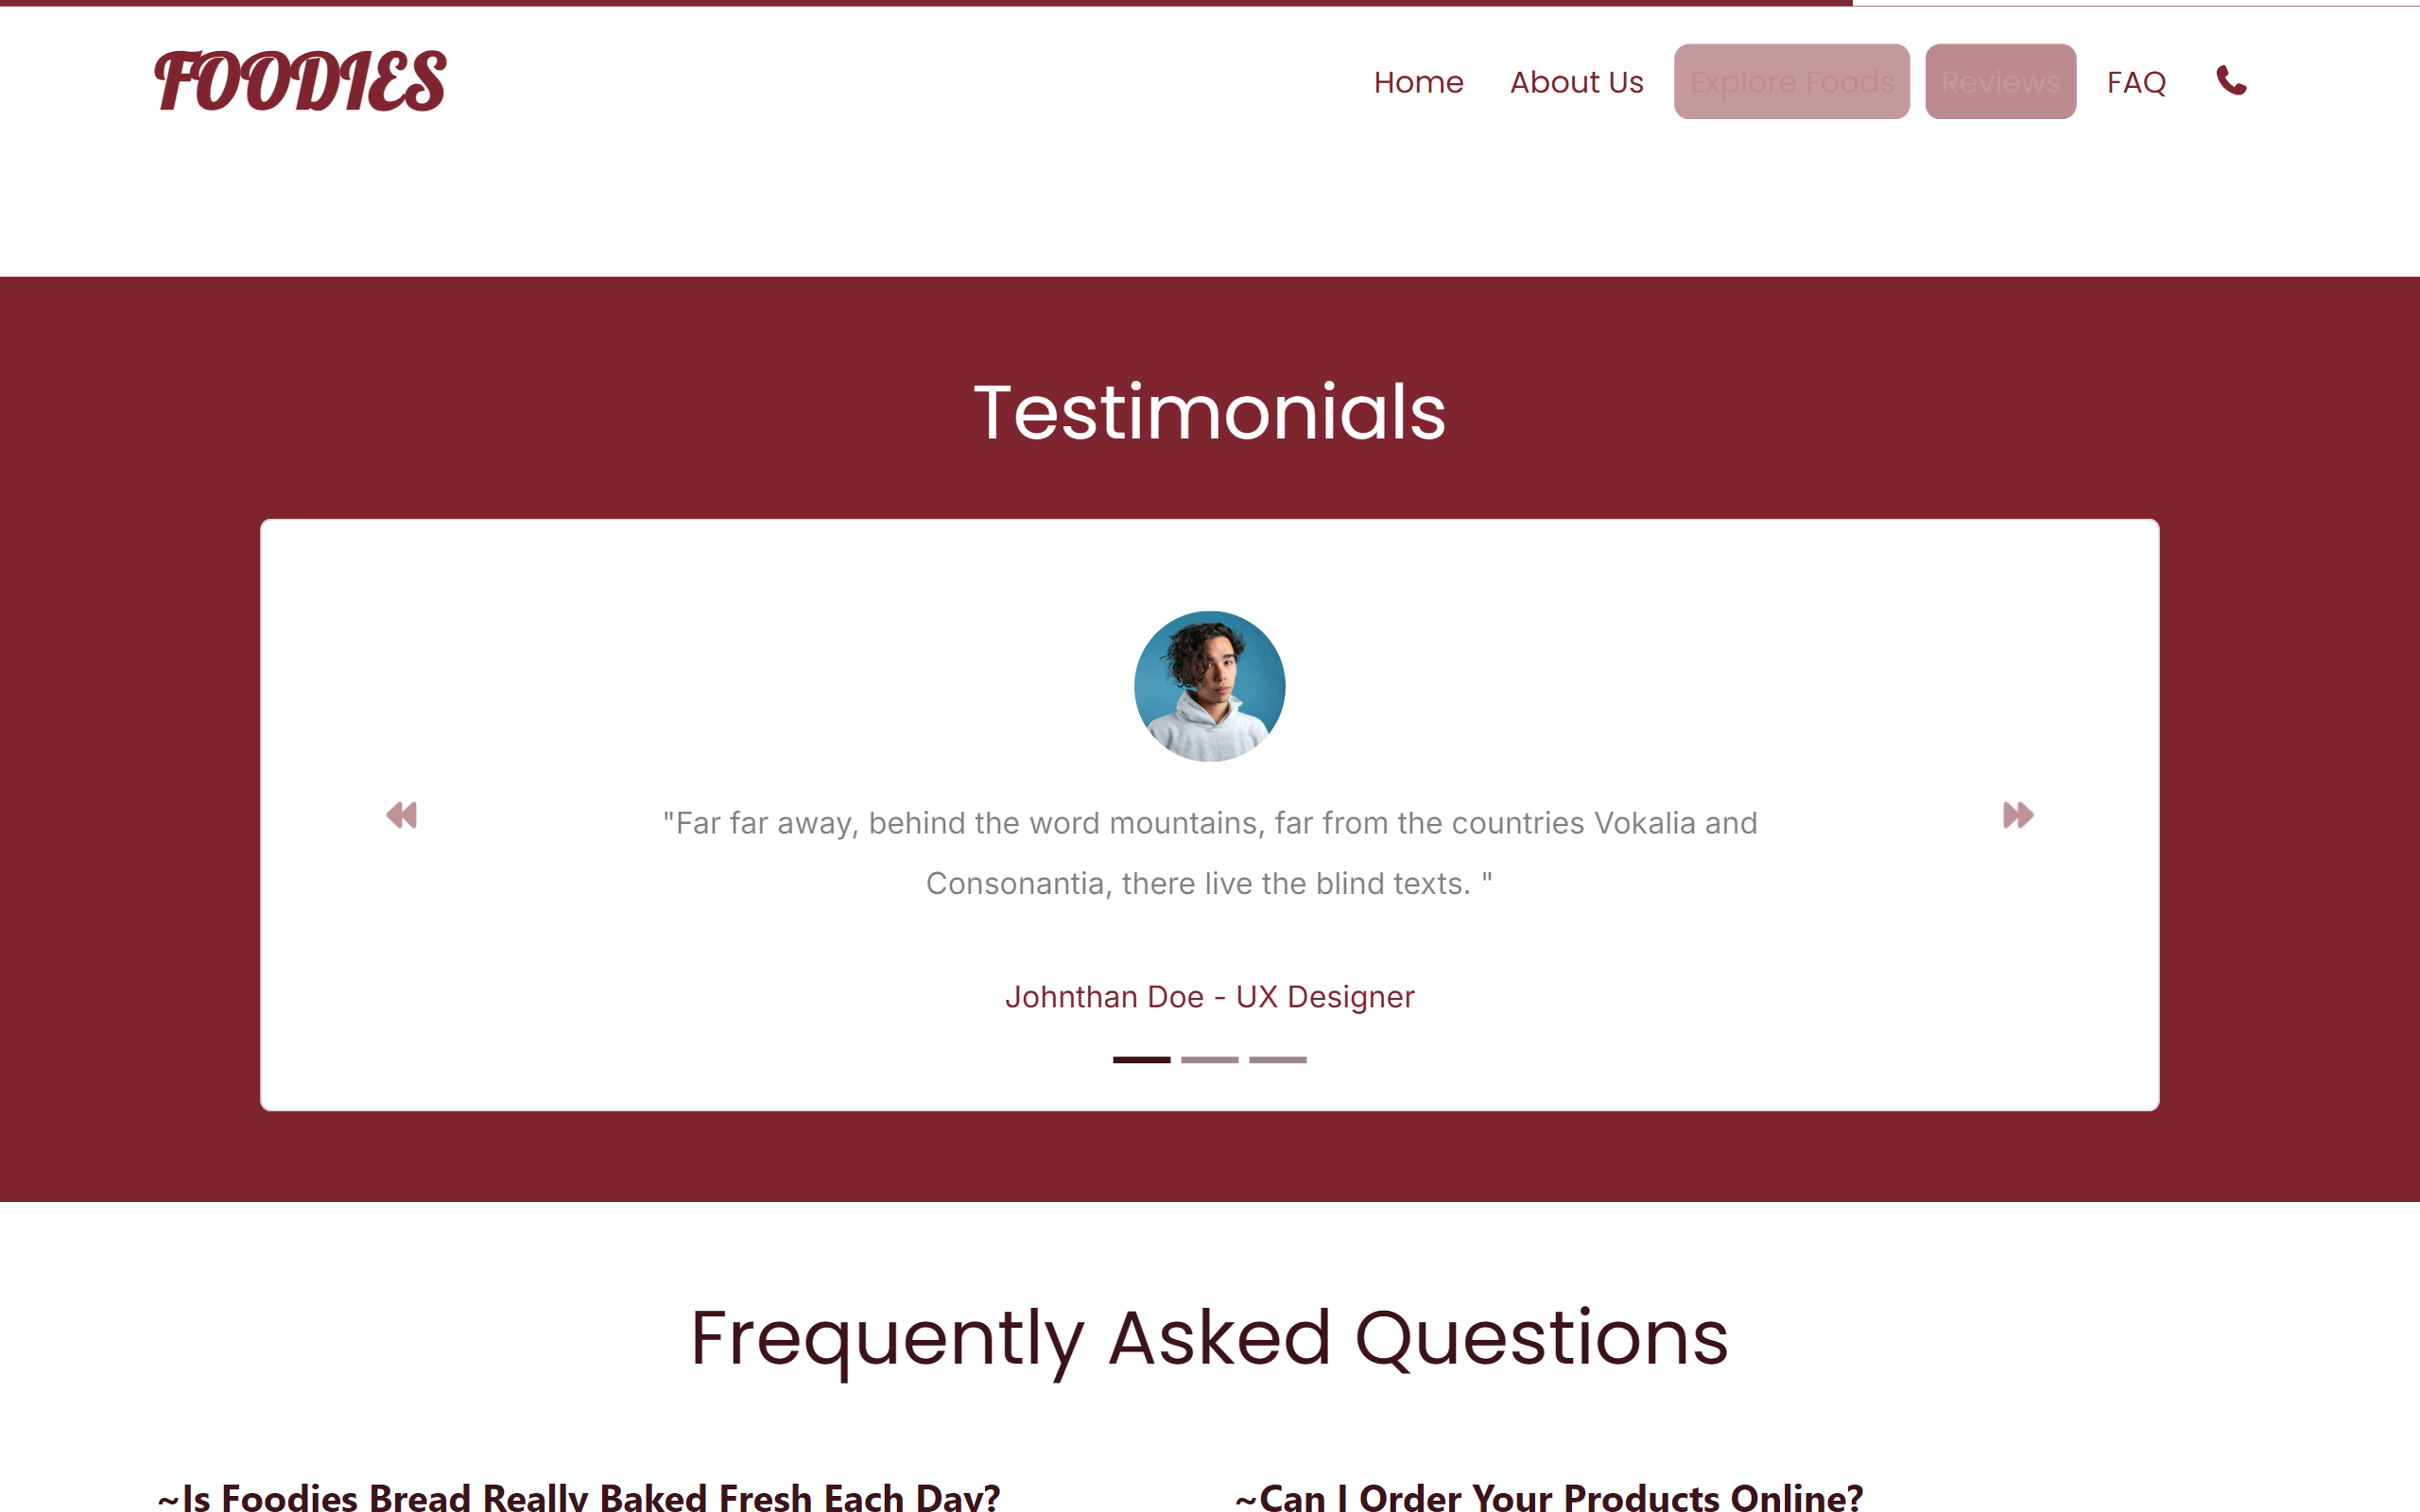 FOODIES
Home About Us Explore Foods Reviews FAQ
Testimonials
"Far far away, behind the word mountains, far from the countries Vokalia and
Consonantia, there live the blind texts. "
Johnthan Doe - UX Designer
Frequently Asked Questions
~Is Foodies Bread Really Baked Fresh Each Day?
~Can I Order Your Products Online?